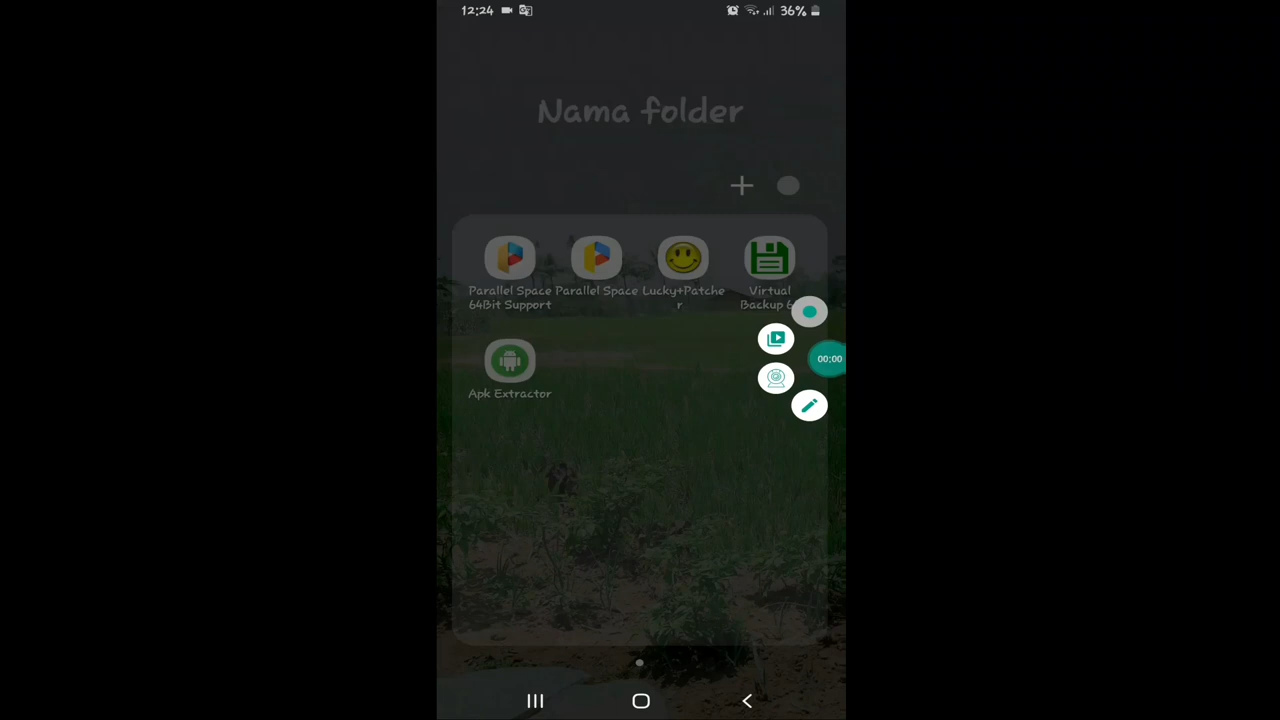 12:24
36%
Nama folder
Parallel Space 64Bit Support
Parallel Space
Lucky+Patcher
Virtual Backup 6
Apk Extractor
00:00